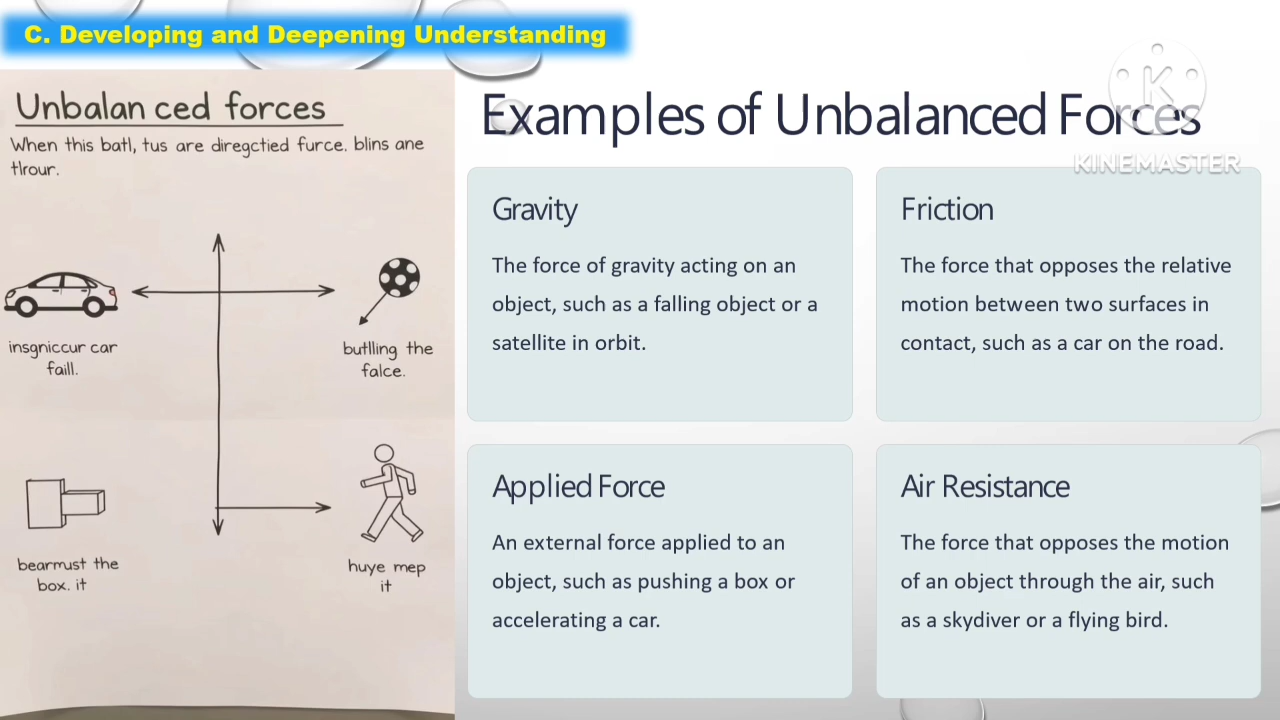 C. Developing and Deepening Understanding
Unbalan ced forces
When this batl, tus are diregctied furce. blins ane
tlrour.
insgniccur car
faill.
butlling the
falce.
bearmust the
box. it
huye mep
it
Examples of Unbalanced Forces
KINEMASTER
Gravity
The force of gravity acting on an
object, such as a falling object or a
satellite in orbit.
Friction
The force that opposes the relative
motion between two surfaces in
contact, such as a car on the road.
Applied Force
An external force applied to an
object, such as pushing a box or
accelerating a car.
Air Resistance
The force that opposes the motion
of an object through the air, such
as a skydiver or a flying bird.